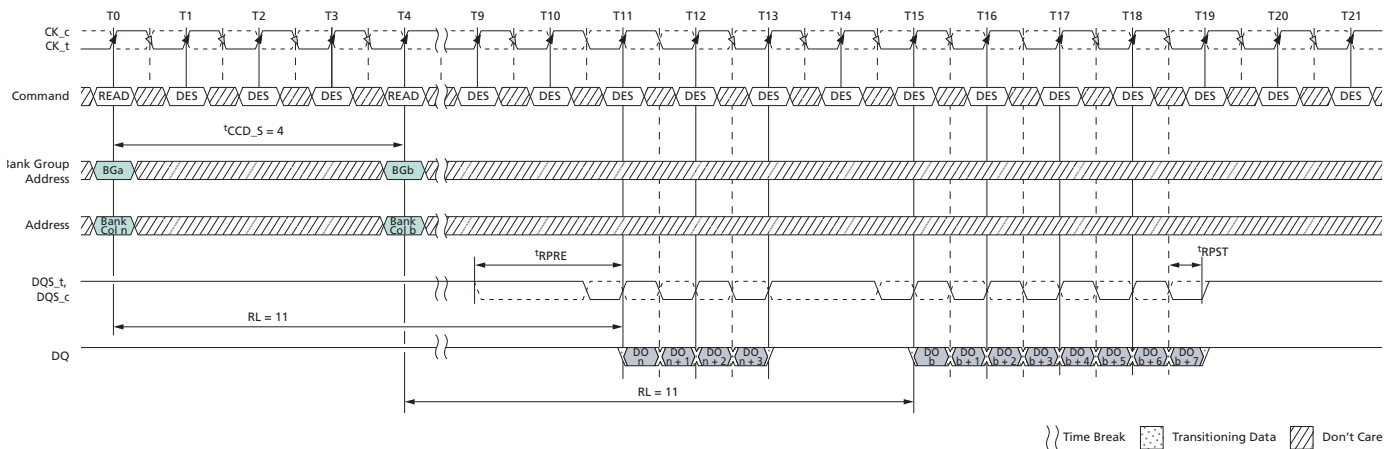 T0 T1 T2 T3 T4 T9 T10 T11 T12 T13 T14 T15 T16 T17 T18 T19 T20 T21
CK_c
CK_t
Command READ DES DES DES READ DES DES DES DES DES DES DES DES DES DES DES DES DES
tCCD_S = 4
Bank Group
Address
BGa BGb
Address
Bank
Col n
Bank
Col b
tRPRE tRPST
DQS_t,
DQS_c
RL = 11
DQ
DO
n
DO
n + 1
DO
n + 2
DO
n + 3
DO
b
DO
b + 1
DO
b + 2
DO
b + 3
DO
b + 4
DO
b + 5
DO
b + 6
DO
b + 7
RL = 11
Time Break Transitioning Data Don't Care